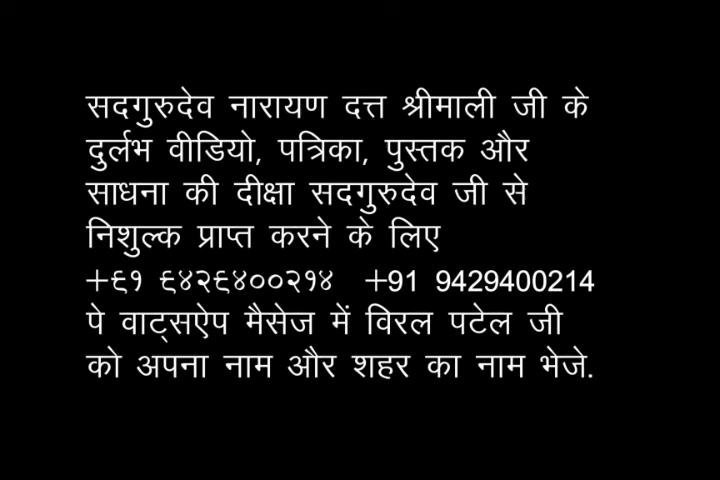 सदगुरुदेव नारायण दत्त श्रीमाली जी के
दुर्लभ वीडियो, पत्रिका, पुस्तक और
साधना की दीक्षा सदगुरुदेव जी से
निशुल्क प्राप्त करने के लिए
+९१ ९४२९४००२१४ +91 9429400214
पे वाट्सऐप मैसेज में विरल पटेल जी
को अपना नाम और शहर का नाम भेजे.